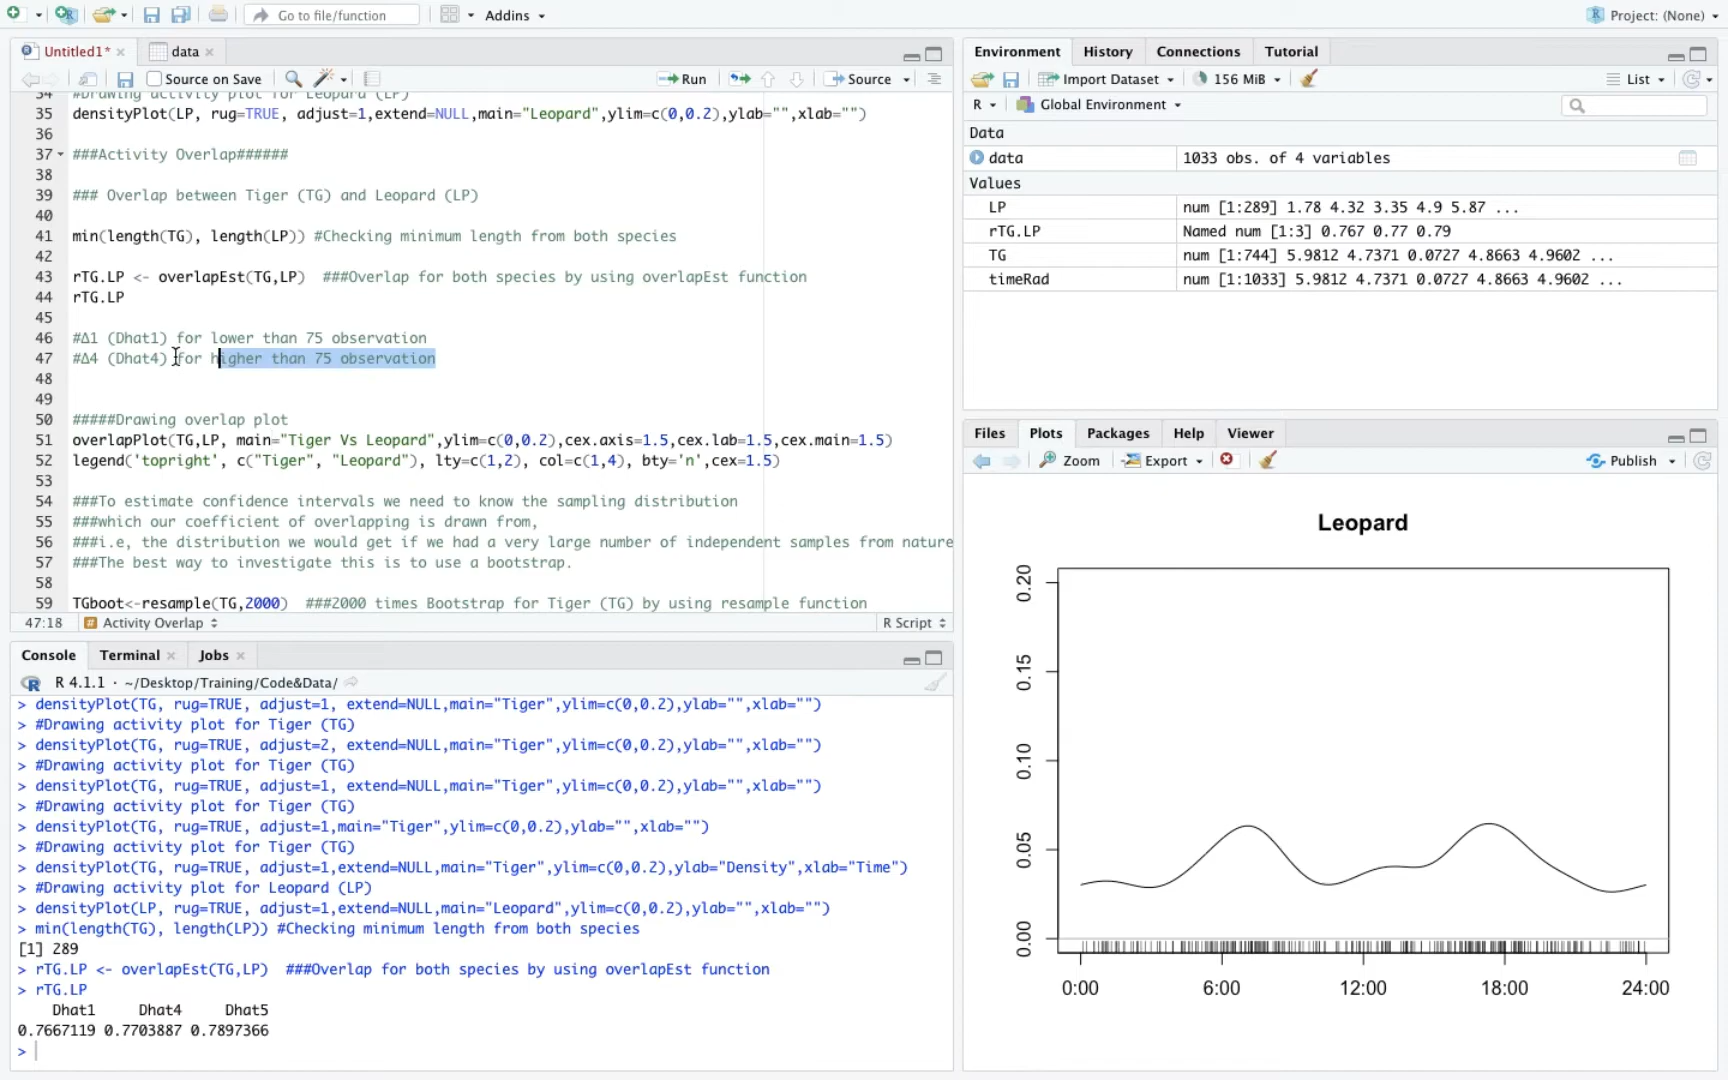 Go to file/function
Addins
Project: (None)
Untitled1*
data
Source on Save
Run
Source
34 #Drawing activity plot for Leopard (LP)
35 densityPlot(LP, rug=TRUE, adjust=1,extend=NULL,main="Leopard",ylim=c(0,0.2),ylab="",xlab="")
36
37 ###Activity Overlap######
38
39 ### Overlap between Tiger (TG) and Leopard (LP)
40
41 min(length(TG), length(LP)) #Checking minimum length from both species
42
43 rTG.LP <- overlapEst(TG,LP)  ###Overlap for both species by using overlapEst function
44 rTG.LP
45
46 #Δ1 (Dhat1) for lower than 75 observation
47 #Δ4 (Dhat4) for higher than 75 observation
48
49
50 #####Drawing overlap plot
51 overlapPlot(TG,LP, main="Tiger Vs Leopard",ylim=c(0,0.2),cex.axis=1.5,cex.lab=1.5,cex.main=1.5)
52 legend('topright', c("Tiger", "Leopard"), lty=c(1,2), col=c(1,4), bty='n',cex=1.5)
53
54 ###To estimate confidence intervals we need to know the sampling distribution
55 ###which our coefficient of overlapping is drawn from,
56 ###i.e, the distribution we would get if we had a very large number of independent samples from nature
57 ###The best way to investigate this is to use a bootstrap.
58
59 TGboot<-resample(TG,2000)  ###2000 times Bootstrap for Tiger (TG) by using resample function
47:18 # Activity Overlap
R Script
Console
Terminal
Jobs
R 4.1.1 · ~/Desktop/Training/Code&Data/
> densityPlot(TG, rug=TRUE, adjust=1, extend=NULL,main="Tiger",ylim=c(0,0.2),ylab="",xlab="")
> #Drawing activity plot for Tiger (TG)
> densityPlot(TG, rug=TRUE, adjust=2, extend=NULL,main="Tiger",ylim=c(0,0.2),ylab="",xlab="")
> #Drawing activity plot for Tiger (TG)
> densityPlot(TG, rug=TRUE, adjust=1, extend=NULL,main="Tiger",ylim=c(0,0.2),ylab="",xlab="")
> #Drawing activity plot for Tiger (TG)
> densityPlot(TG, rug=TRUE, adjust=1,main="Tiger",ylim=c(0,0.2),ylab="",xlab="")
> #Drawing activity plot for Tiger (TG)
> densityPlot(TG, rug=TRUE, adjust=1,extend=NULL,main="Tiger",ylim=c(0,0.2),ylab="Density",xlab="Time")
> #Drawing activity plot for Leopard (LP)
> densityPlot(LP, rug=TRUE, adjust=1,extend=NULL,main="Leopard",ylim=c(0,0.2),ylab="",xlab="")
> min(length(TG), length(LP)) #Checking minimum length from both species
[1] 289
> rTG.LP <- overlapEst(TG,LP)  ###Overlap for both species by using overlapEst function
> rTG.LP
Dhat1 Dhat4 Dhat5
0.7667119 0.7703887 0.7897366
>
Environment
History
Connections
Tutorial
Import Dataset
156 MiB
List
R
Global Environment
Data
data 1033 obs. of 4 variables
Values
LP num [1:289] 1.78 4.32 3.35 4.9 5.87 ...
rTG.LP Named num [1:3] 0.767 0.77 0.79
TG num [1:744] 5.9812 4.7371 0.0727 4.8663 4.9602 ...
timeRad num [1:1033] 5.9812 4.7371 0.0727 4.8663 4.9602 ...
Files
Plots
Packages
Help
Viewer
Zoom
Export
Publish
Leopard
0.20
0.15
0.10
0.05
0.00
0:00 6:00 12:00 18:00 24:00